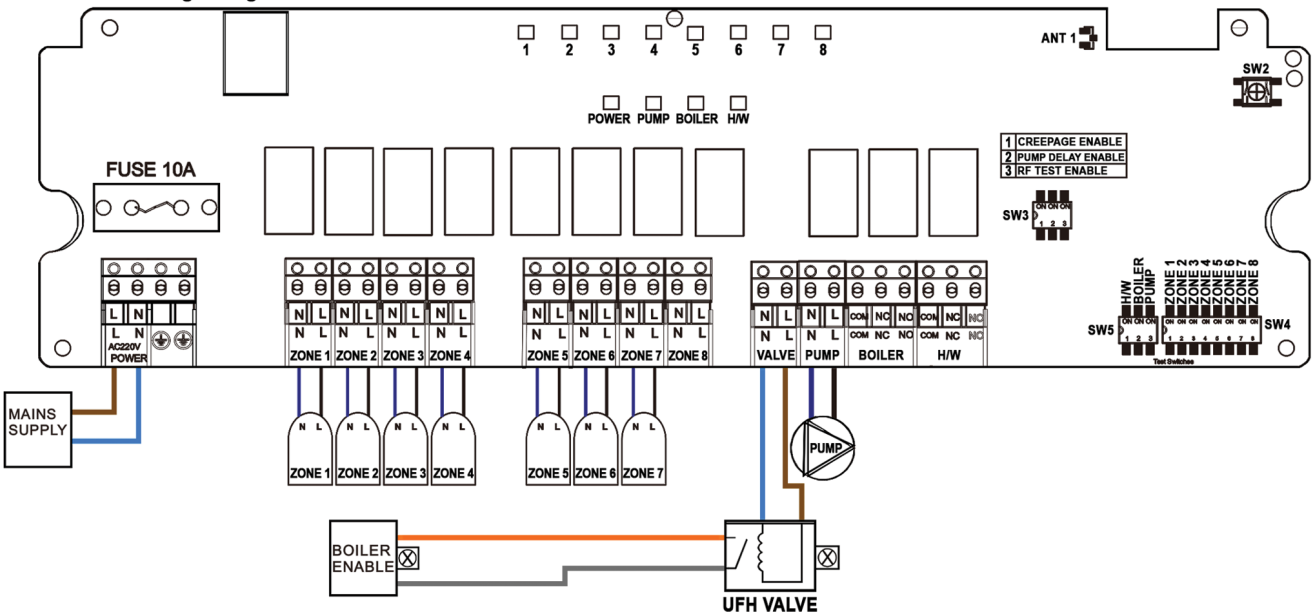 1 2 3 4 5 6 7 8
ANT 1
SW2
POWER PUMP BOILER H/W
1 CREEPAGE ENABLE
2 PUMP DELAY ENABLE
3 RF TEST ENABLE
FUSE 10A
SW3
ON ON ON
1 2 3
H/W
BOILER
PUMP
ZONE 1
ZONE 2
ZONE 3
ZONE 4
ZONE 5
ZONE 6
ZONE 7
ZONE 8
SW5
ON ON ON
1 2 3
ON ON ON ON ON ON ON ON
1 2 3 4 5 6 7 8
SW4
Test Switches
L N
L N
AC220V
POWER
N L N L N L N L
N L N L N L N L
ZONE 1 ZONE 2 ZONE 3 ZONE 4
N L N L N L N L
N L N L N L N L
ZONE 5 ZONE 6 ZONE 7 ZONE 8
N L N L COM NC NO COM NC NO
N L N L COM NC NO COM NC NO
VALVE PUMP BOILER H/W
MAINS
SUPPLY
N L N L N L N L
ZONE 1 ZONE 2 ZONE 3 ZONE 4
N L N L N L
ZONE 5 ZONE 6 ZONE 7
PUMP
BOILER
ENABLE
UFH VALVE